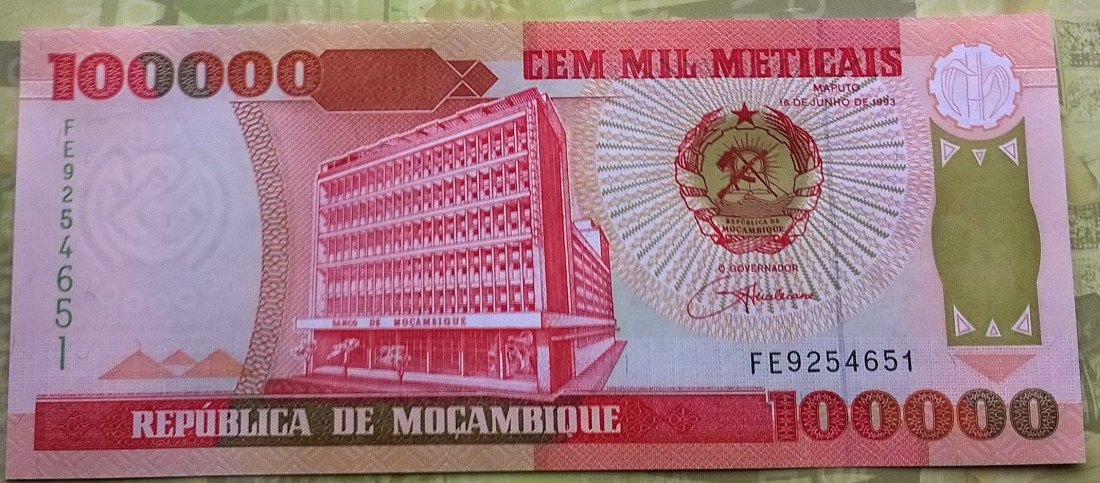 100000
CEM MIL METICAIS
MAPUTO
16 DE JUNHO DE 1993
FE9254651
REPÚBLICA DE
MOÇAMBIQUE
O GOVERNADOR
BANCO DE MOÇAMBIQUE
FE9254651
REPÚBLICA DE MOÇAMBIQUE
100000